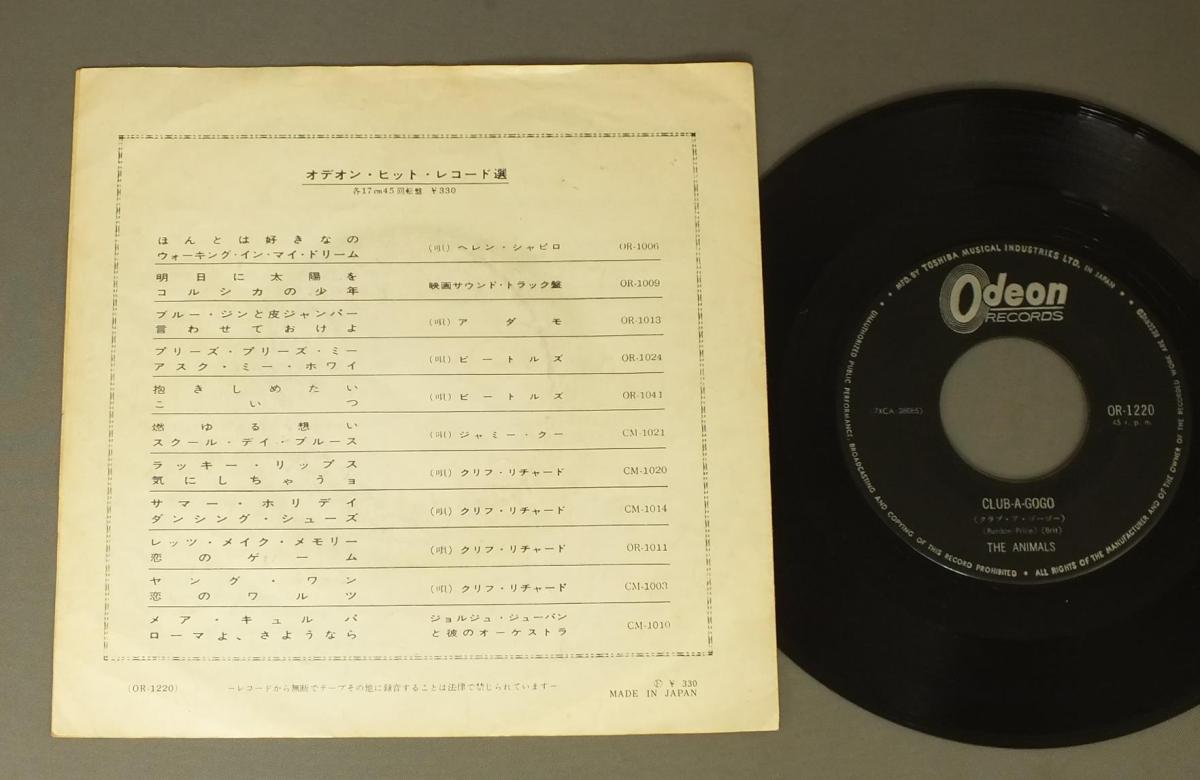 オデオン・ヒット・レコード選
各17cm45回転盤 ¥330
ほんとは好きなの
ウォーキング・イン・マイ・ドリーム
(唄) ヘレン・シャピロ OR-1006
明日に太陽を
コルシカの少年
映画サウンド・トラック盤 OR-1009
ブルー・ジンと皮ジャンパー
言わせておけよ
(唄) アダモ OR-1013
プリーズ・プリーズ・ミー
アスク・ミー・ホワイ
(唄) ビートルズ OR-1024
抱きしめたい
こいつ
(唄) ビートルズ OR-1041
燃ゆる想い
スクール・デイ・ブルース
(唄) ジャミー・クー CM-1021
ラッキー・リップス
気にしちゃうョ
(唄) クリフ・リチャード CM-1020
サマー・ホリデイ
ダンシング・シューズ
(唄) クリフ・リチャード CM-1014
レッツ・メイク・メモリー
恋のゲーム
(唄) クリフ・リチャード OR-1011
ヤング・ワン
恋のワルツ
(唄) クリフ・リチャード CM-1003
メア・キュルパ
ローマよ、さようなら
ジョルジュ・ジューバン
と彼のオーケストラ
CM-1010
(OR-1220)
−レコードから無断でテープその他に録音することは法律で禁じられています−
Ⓟ ¥ 330
MADE IN JAPAN
MFD. BY TOSHIBA MUSICAL INDUSTRIES LTD. IN JAPAN
Odeon
RECORDS
OR-1220
45 r. p. m.
CLUB-A-GOGO
(クラブ・ア・ゴーゴー)
(Burdon-Price) (Brit)
THE ANIMALS
ALL RIGHTS OF THE MANUFACTURER AND OF THE OWNER OF THE RECORDED WORK ARE RESERVED
UNAUTHORIZED PUBLIC PERFORMANCE, BROADCASTING AND COPYING OF THIS RECORD PROHIBITED